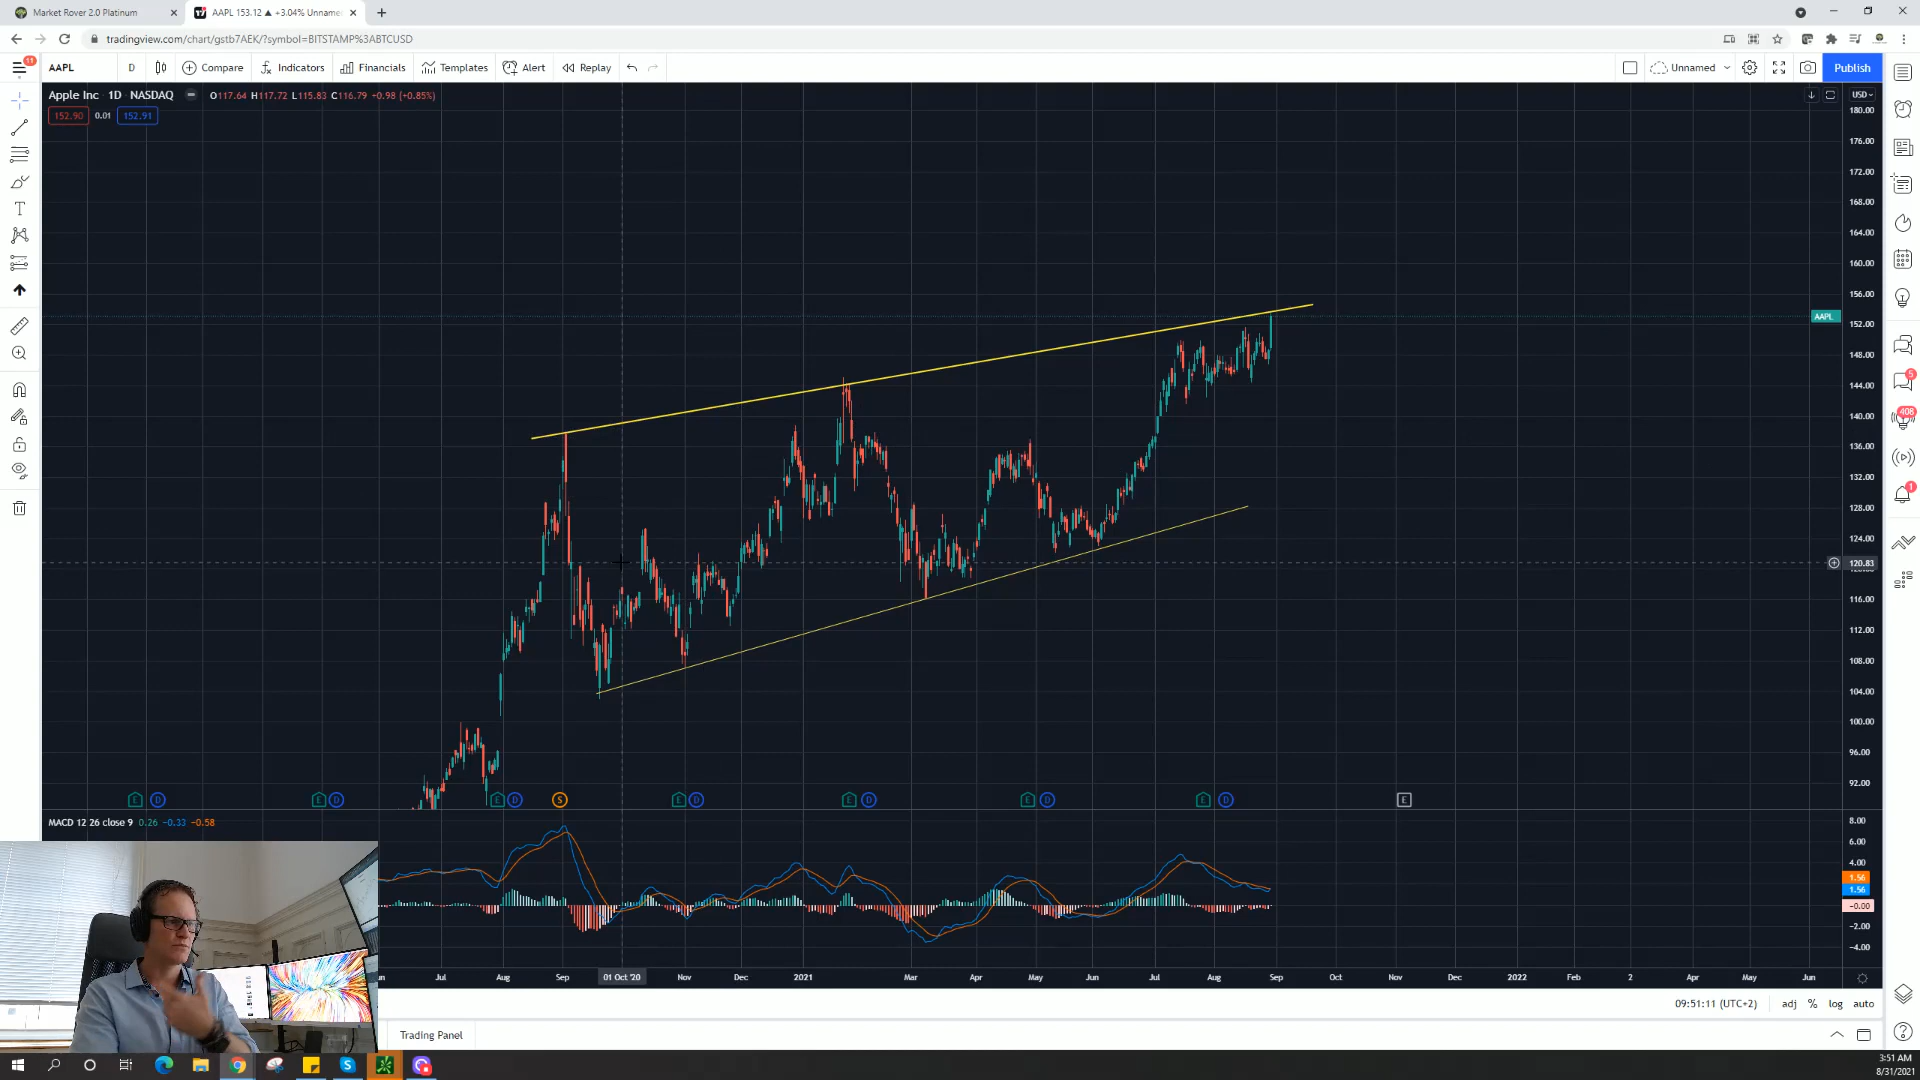 Market Rover 2.0 Platinum
AAPL 153.12 ▲ +3.04% Unname
tradingview.com/chart/gstb7AEK/?symbol=BITSTAMP%3ABTCUSD
11
AAPL D Compare Indicators Financials Templates Alert Replay Unnamed Publish
Apple Inc 1D NASDAQ O117.64 H117.72 L115.83 C116.79 +0.98 (+0.85%)
152.90 0.01 152.91
USD
180.00
176.00
172.00
168.00
164.00
160.00
156.00
AAPL
152.00
148.00
144.00
140.00
136.00
132.00
128.00
124.00
120.83
116.00
112.00
108.00
104.00
100.00
96.00
92.00
5
408
1
E D E D E D S E D E D E D E D E
MACD 12 26 close 9 0.26 −0.33 −0.58
8.00
6.00
4.00
1.56
1.56
−0.00
−2.00
−4.00
Jul Aug Sep 01 Oct '20 Nov Dec 2021 Mar Apr May Jun Jul Aug Sep Oct Nov Dec 2022 Feb 2 Apr May Jun
09:51:11 (UTC+2) adj % log auto
Trading Panel
3:51 AM
8/31/2021